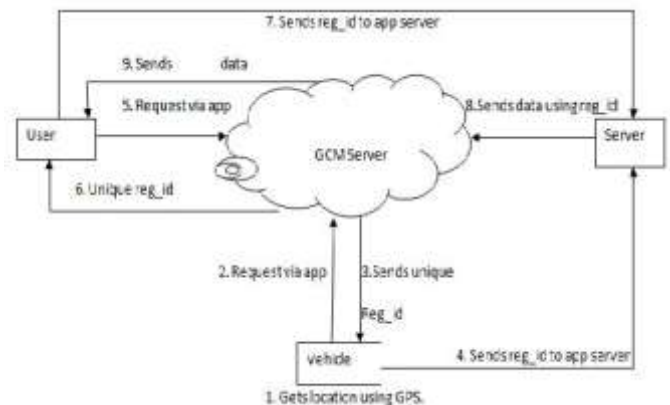 7. Sends reg_id to app server
9. Sends data
5. Request via app
8.Sends data using reg_id
User
GCM Server
Server
6. Unique reg_id
2. Request via app
3.Sends unique
Reg_id
vehicle
4. Sends reg_id to app server
1. Gets location using GPS.